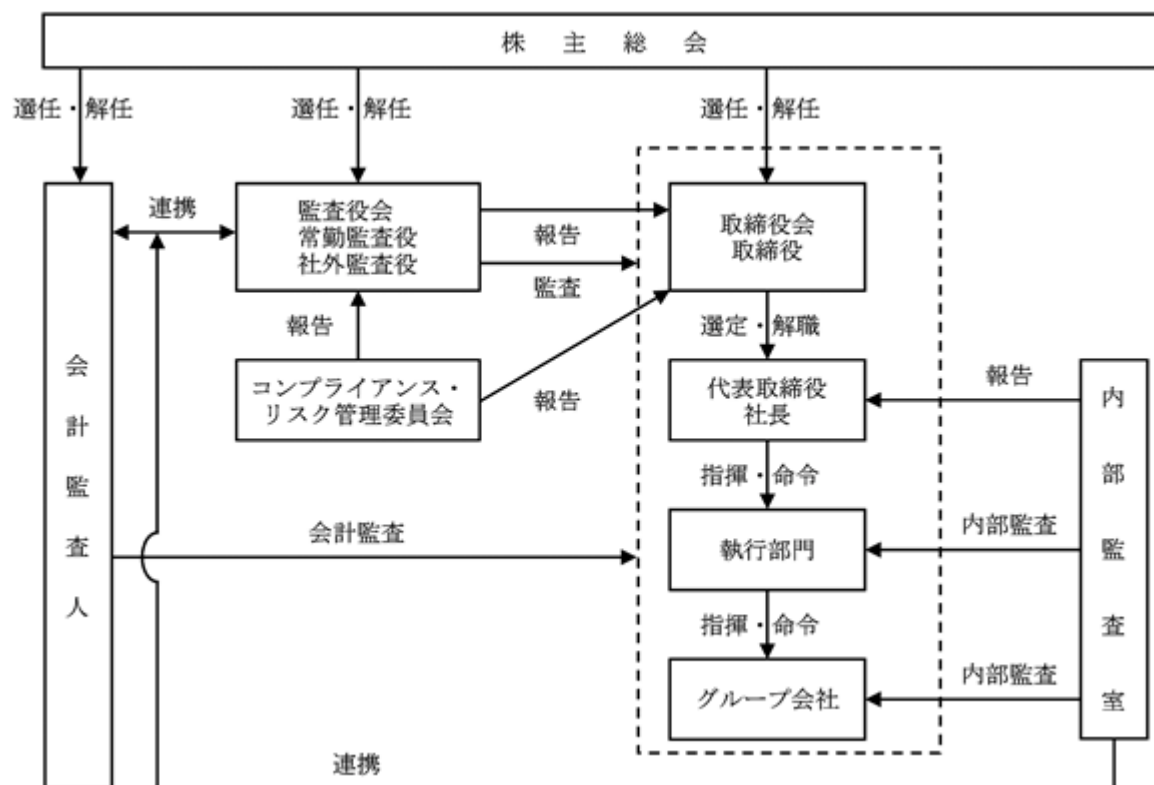 株主総会
選任・解任
選任・解任
選任・解任
連携
監査役会
常勤監査役
社外監査役
報告
監査
取締役会
取締役
報告
選定・解職
コンプライアンス・
リスク管理委員会
報告
代表取締役
社長
報告
指揮・命令
会計監査人
会計監査
執行部門
内部監査
内部監査室
指揮・命令
グループ会社
内部監査
連携